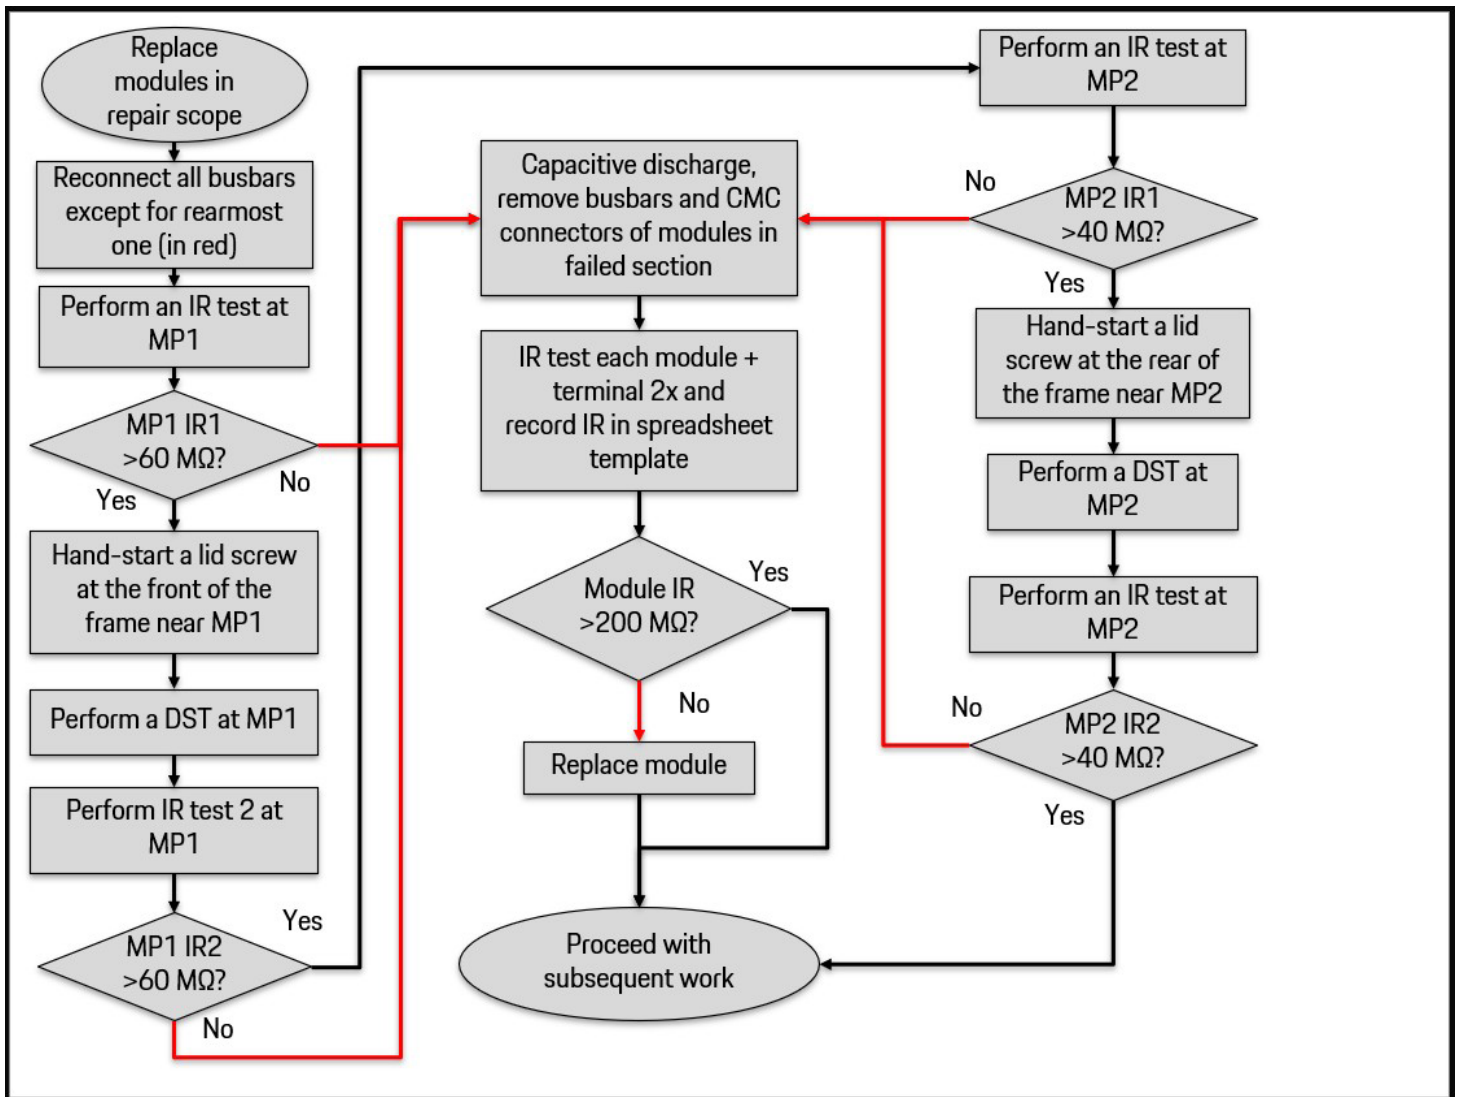 Replace
modules in
repair scope
Reconnect all busbars
except for rearmost
one (in red)
Perform an IR test at
MP1
MP1 IR1
>60 MΩ?
No
Yes
Hand-start a lid screw
at the front of the
frame near MP1
Perform a DST at MP1
Perform IR test 2 at
MP1
Yes
MP1 IR2
>60 MΩ?
No
Capacitive discharge,
remove busbars and CMC
connectors of modules in
failed section
IR test each module +
terminal 2x and
record IR in spreadsheet
template
Yes
Module IR
>200 MΩ?
No
Replace module
Proceed with
subsequent work
Perform an IR test at
MP2
No
MP2 IR1
>40 MΩ?
Yes
Hand-start a lid
screw at the rear of
the frame near MP2
Perform a DST at
MP2
Perform an IR test at
MP2
No
MP2 IR2
>40 MΩ?
Yes